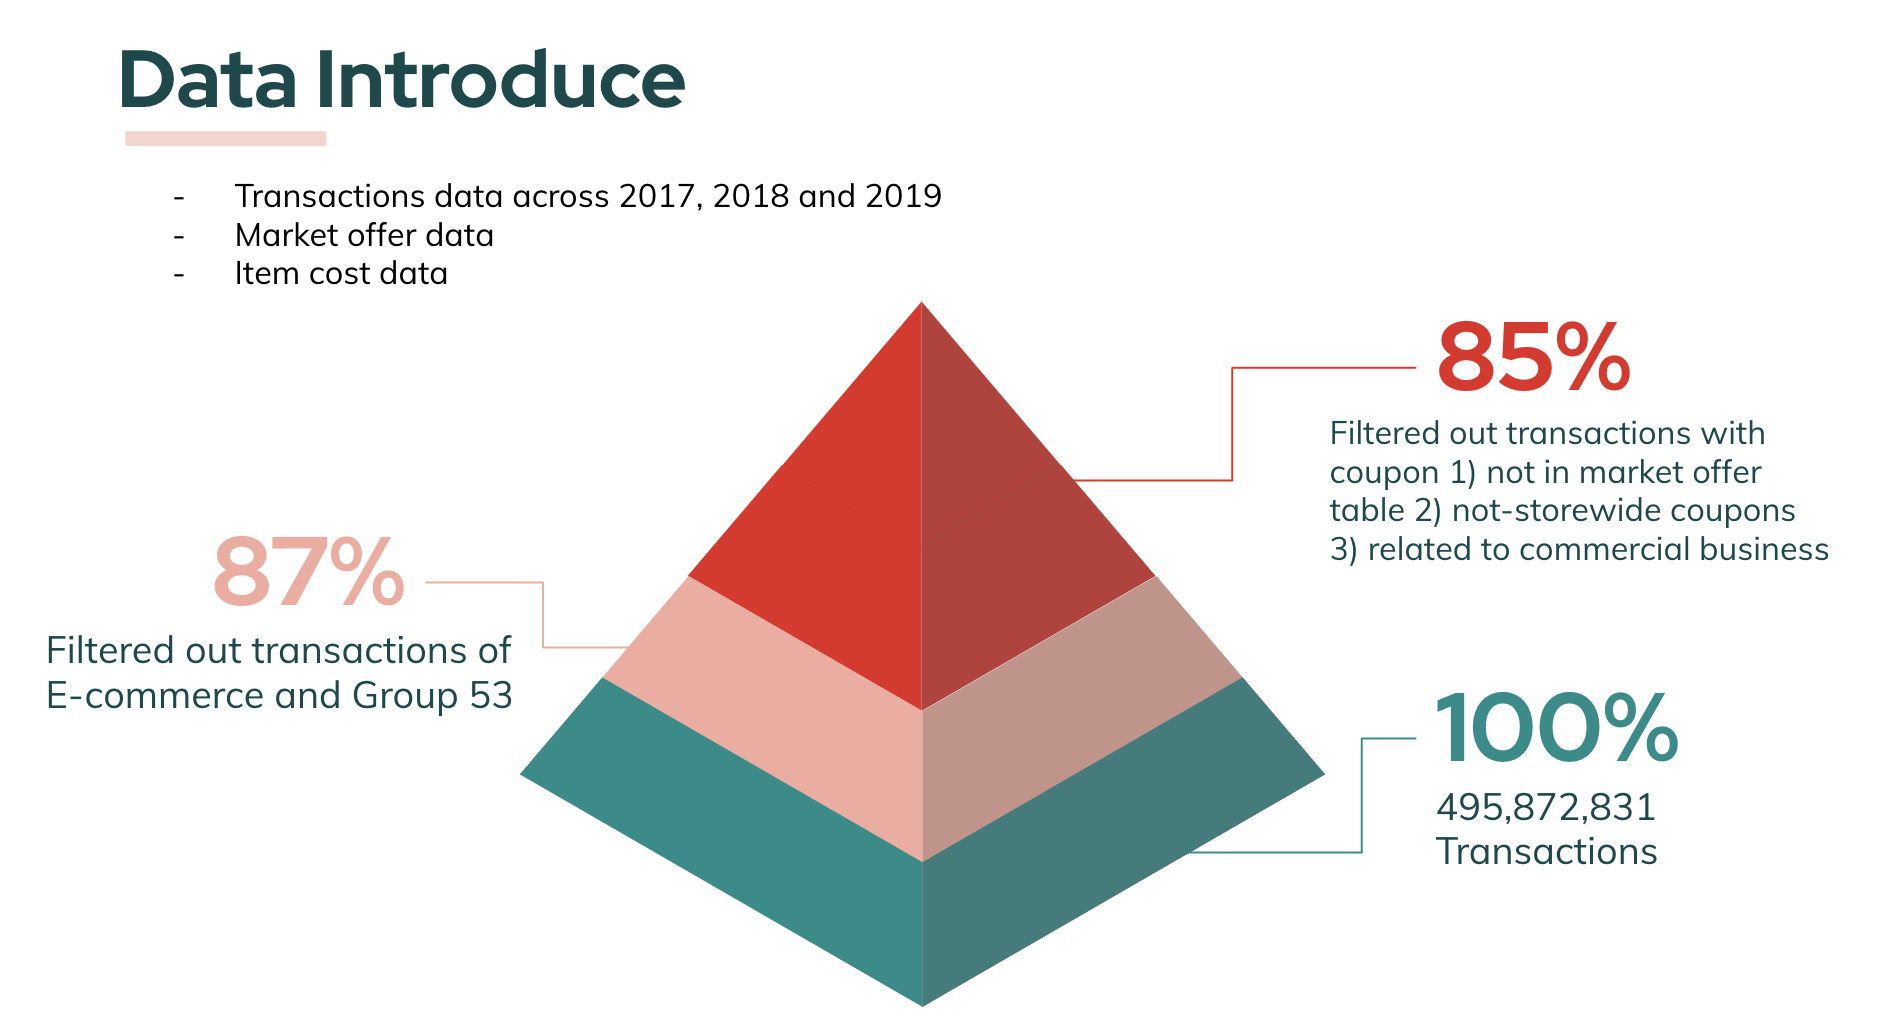 Data Introduce
- Transactions data across 2017, 2018 and 2019
- Market offer data
- Item cost data
85%
Filtered out transactions with
coupon 1) not in market offer
table 2) not-storewide coupons
3) related to commercial business
87%
Filtered out transactions of
E-commerce and Group 53
100%
495,872,831
Transactions